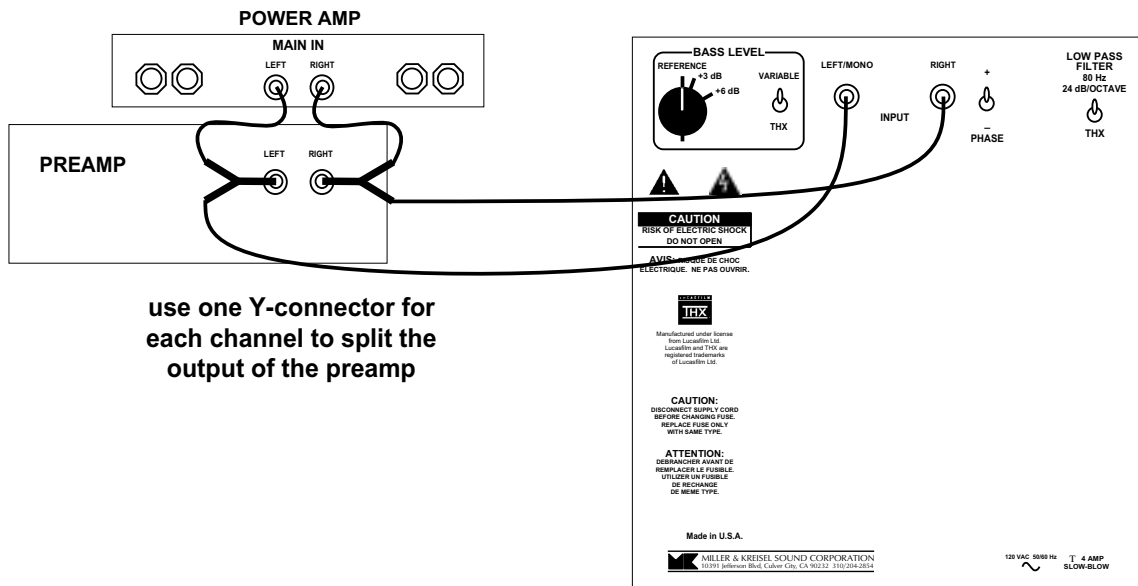 POWER AMP
MAIN IN
LEFT
RIGHT
PREAMP
LEFT
RIGHT
use one Y-connector for
each channel to split the
output of the preamp
BASS LEVEL
REFERENCE
+3 dB
+6 dB
VARIABLE
THX
LEFT/MONO
INPUT
RIGHT
+
–
PHASE
LOW PASS
FILTER
80 Hz
24 dB/OCTAVE
THX
CAUTION
RISK OF ELECTRIC SHOCK
DO NOT OPEN
AVIS: RISQUE DE CHOC
ELECTRIQUE. NE PAS OUVRIR.
LUCASFILM
THX
Manufactured under license
from Lucasfilm Ltd.
Lucasfilm and THX are
registered trademarks
of Lucasfilm Ltd.
CAUTION:
DISCONNECT SUPPLY CORD
BEFORE CHANGING FUSE.
REPLACE FUSE ONLY
WITH SAME TYPE.
ATTENTION:
DEBRANCHER AVANT DE
REMPLACER LE FUSIBLE.
UTILIZER UN FUSIBLE
DE RECHANGE
DE MEME TYPE.
Made in U.S.A.
MK MILLER & KREISEL SOUND CORPORATION
10391 Jefferson Blvd, Culver City, CA 90232 310/204-2854
120 VAC 50/60 Hz
T 4 AMP
SLOW-BLOW